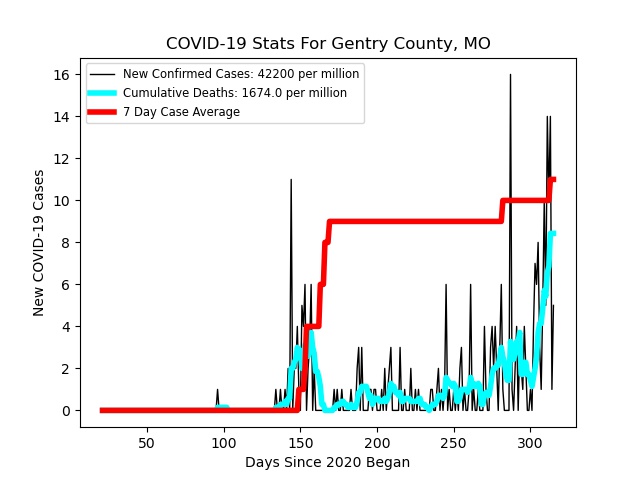 COVID-19 Stats For Gentry County, MO
New Confirmed Cases: 42200 per million
Cumulative Deaths: 1674.0 per million
7 Day Case Average
New COVID-19 Cases
16
14
12
10
8
6
4
2
0
50 100 150 200 250 300
Days Since 2020 Began